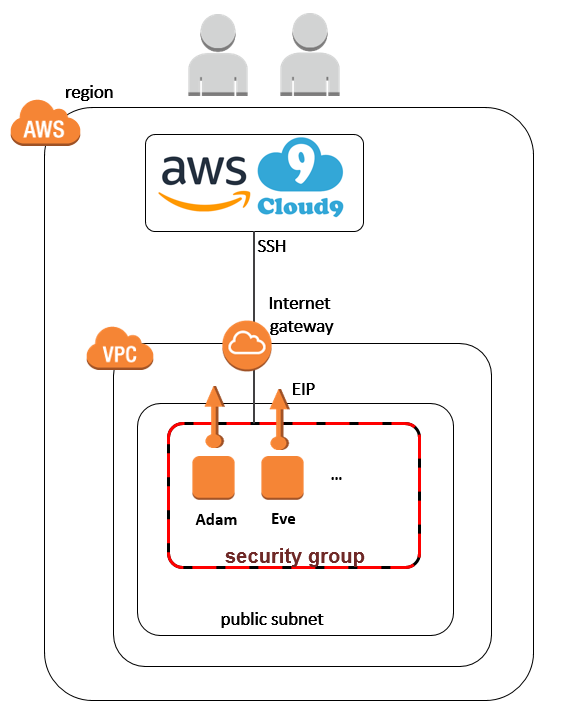 region
AWS
aws
9
Cloud9
SSH
Internet
gateway
VPC
EIP
...
Adam
Eve
security group
public subnet